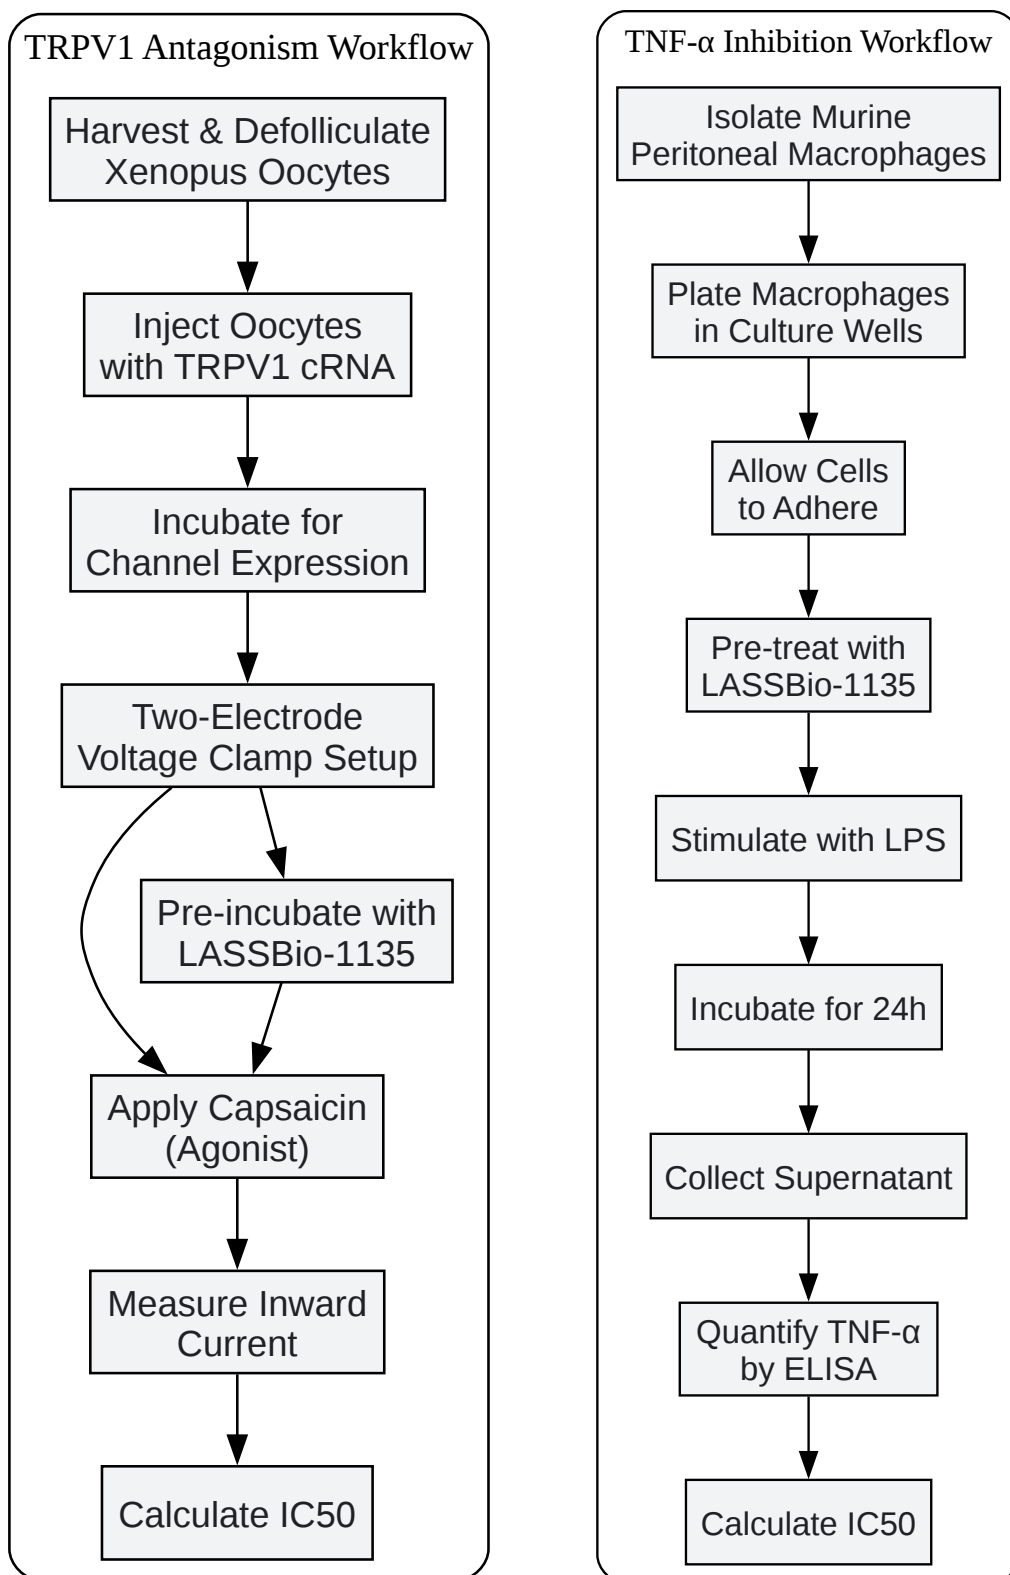 TRPV1 Antagonism Workflow
Harvest & Defolliculate
Xenopus Oocytes
Inject Oocytes
with TRPV1 cRNA
Incubate for
Channel Expression
Two-Electrode
Voltage Clamp Setup
Pre-incubate with
LASSBio-1135
Apply Capsaicin
(Agonist)
Measure Inward
Current
Calculate IC50
TNF-α Inhibition Workflow
Isolate Murine
Peritoneal Macrophages
Plate Macrophages
in Culture Wells
Allow Cells
to Adhere
Pre-treat with
LASSBio-1135
Stimulate with LPS
Incubate for 24h
Collect Supernatant
Quantify TNF-α
by ELISA
Calculate IC50